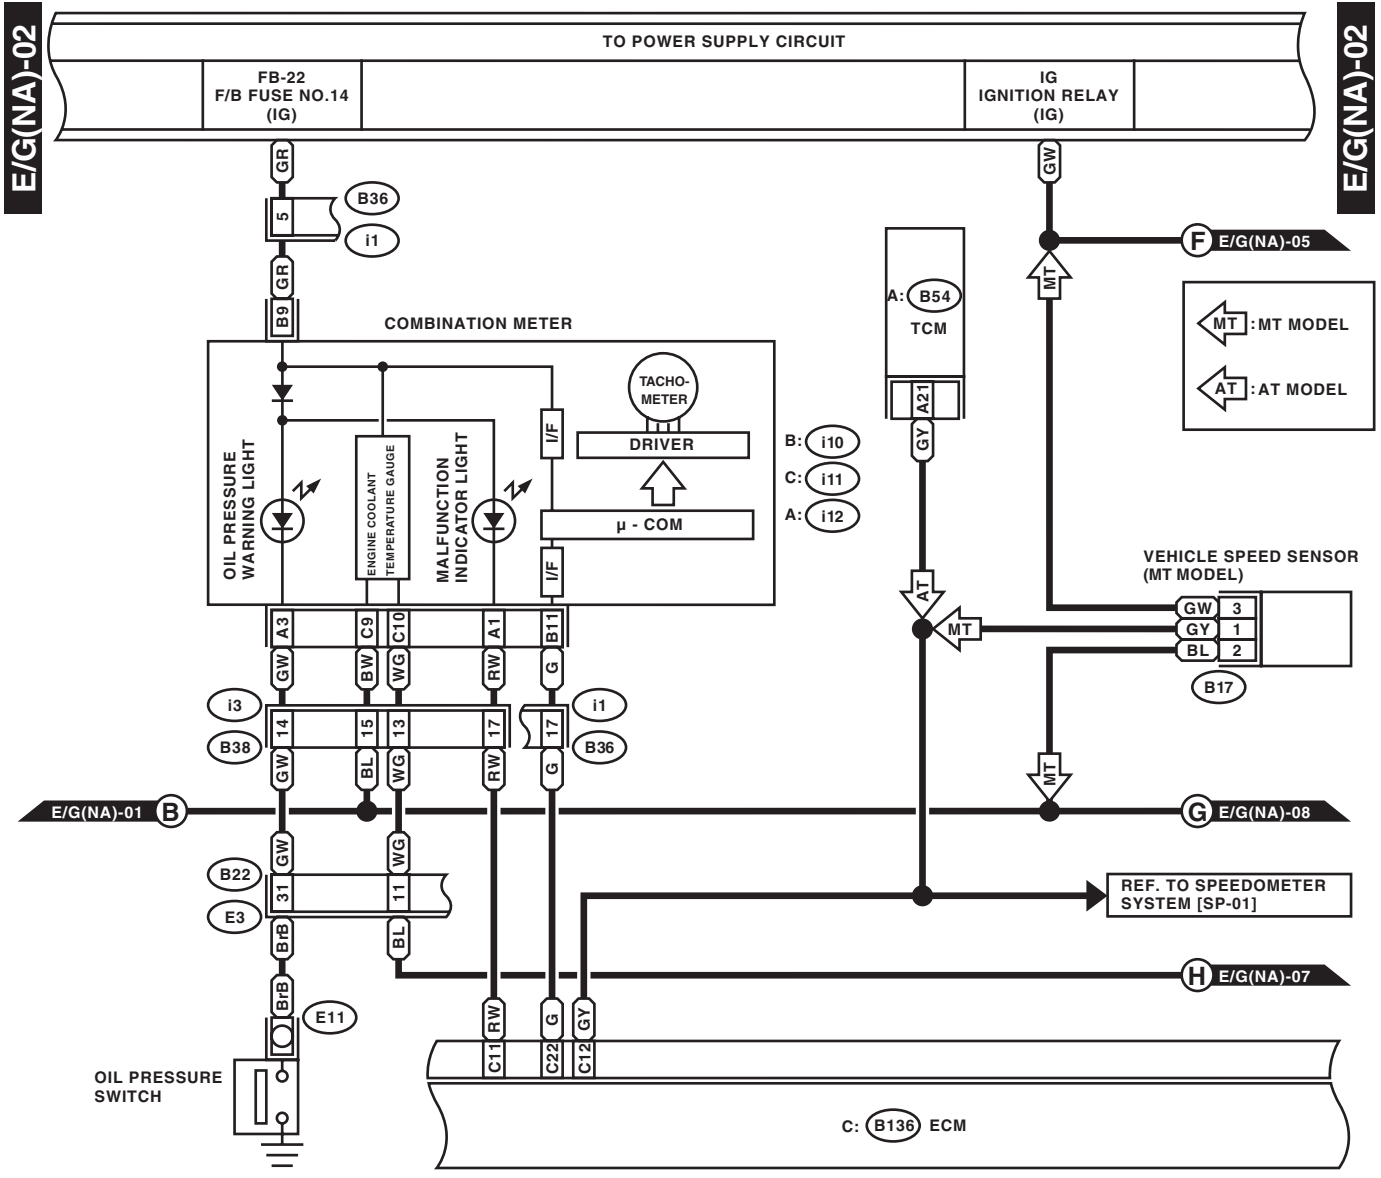 E/G(NA)-02
E/G(NA)-02
TO POWER SUPPLY CIRCUIT
FB-22
F/B FUSE NO.14
(IG)
IG
IGNITION RELAY
(IG)
GR
GW
5
B36
i1
GR
B9
F
E/G(NA)-05
MT
MT
:MT MODEL
AT
:AT MODEL
A:
B54
TCM
A21
GY
COMBINATION METER
TACHO-
METER
DRIVER
µ - COM
I/F
I/F
OIL PRESSURE
WARNING LIGHT
ENGINE COOLANT
TEMPERATURE GAUGE
MALFUNCTION
INDICATOR LIGHT
B:
i10
C:
i11
A:
i12
AT
MT
VEHICLE SPEED SENSOR
(MT MODEL)
GW
3
GY
1
BL
2
B17
A3
C9
C10
A1
B11
GW
BW
WG
RW
G
i3
B38
14
15
13
17
17
i1
B36
GW
BL
WG
RW
G
MT
E/G(NA)-01
B
G
E/G(NA)-08
GW
WG
B22
E3
31
11
REF. TO SPEEDOMETER
SYSTEM [SP-01]
BrB
BL
H
E/G(NA)-07
BrB
E11
RW
G
GY
C11
C22
C12
OIL PRESSURE
SWITCH
C:
B136
ECM